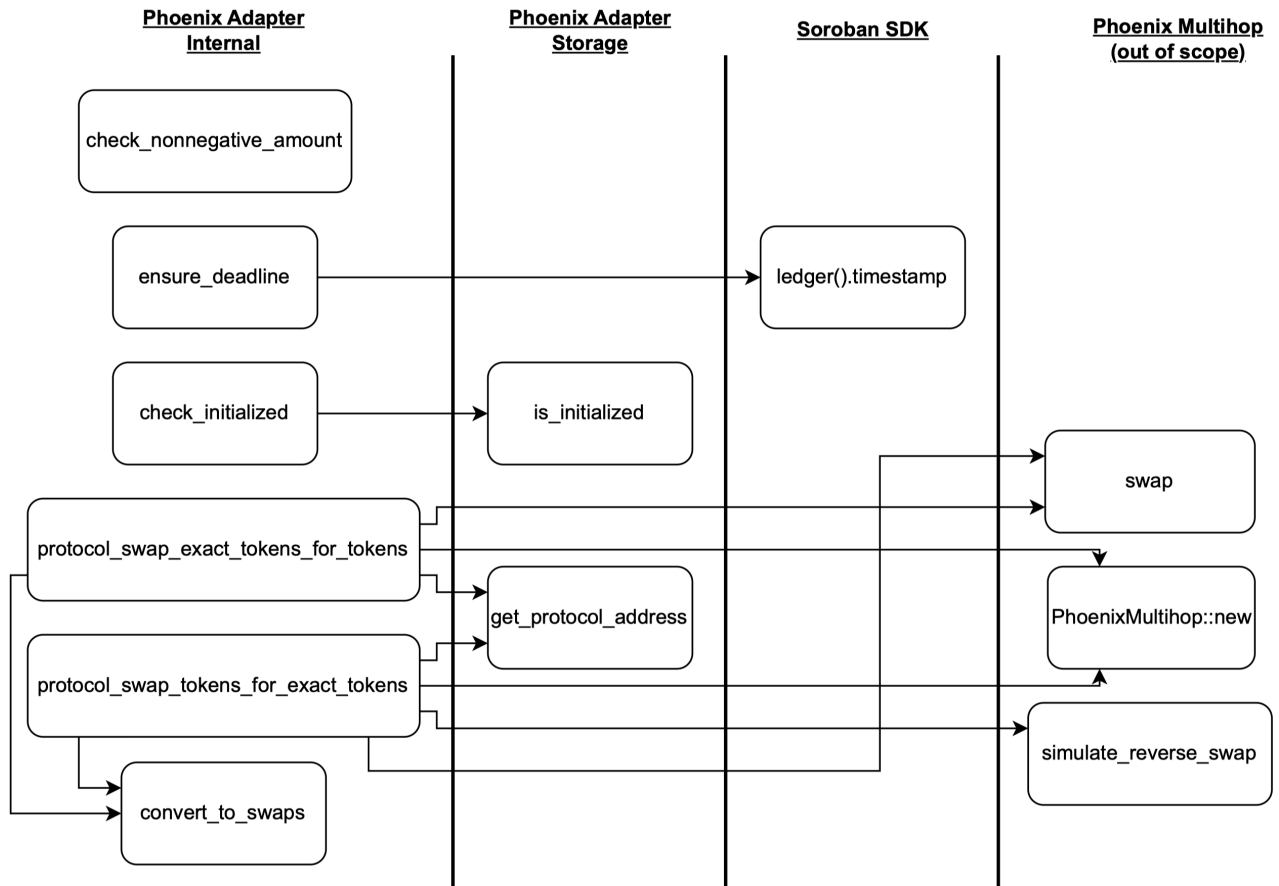 Phoenix Adapter
Internal
Phoenix Adapter
Storage
Soroban SDK
Phoenix Multihop
(out of scope)
check_nonnegative_amount
ensure_deadline
ledger().timestamp
check_initialized
is_initialized
swap
protocol_swap_exact_tokens_for_tokens
get_protocol_address
PhoenixMultihop::new
protocol_swap_tokens_for_exact_tokens
simulate_reverse_swap
convert_to_swaps